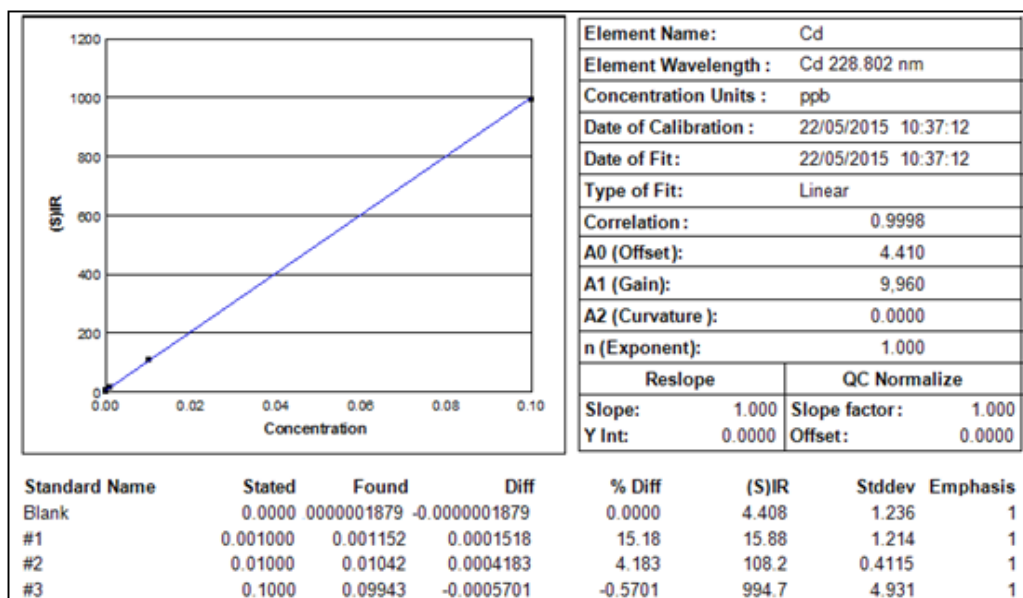 1200
1000
800
600
400
200
0
(S)IR
0.00 0.02 0.04 0.06 0.08 0.10
Concentration
Element Name: Cd
Element Wavelength : Cd 228.802 nm
Concentration Units : ppb
Date of Calibration : 22/05/2015 10:37:12
Date of Fit: 22/05/2015 10:37:12
Type of Fit: Linear
Correlation: 0.9998
A0 (Offset): 4.410
A1 (Gain): 9,960
A2 (Curvature ): 0.0000
n (Exponent): 1.000
Reslope QC Normalize
Slope: 1.000 Slope factor: 1.000
Y Int: 0.0000 Offset: 0.0000
Standard Name Stated Found Diff % Diff (S)IR Stddev Emphasis
Blank 0.0000 .0000001879 -0.0000001879 0.0000 4.408 1.236 1
#1 0.001000 0.001152 0.0001518 15.18 15.88 1.214 1
#2 0.01000 0.01042 0.0004183 4.183 108.2 0.4115 1
#3 0.1000 0.09943 -0.0005701 -0.5701 994.7 4.931 1